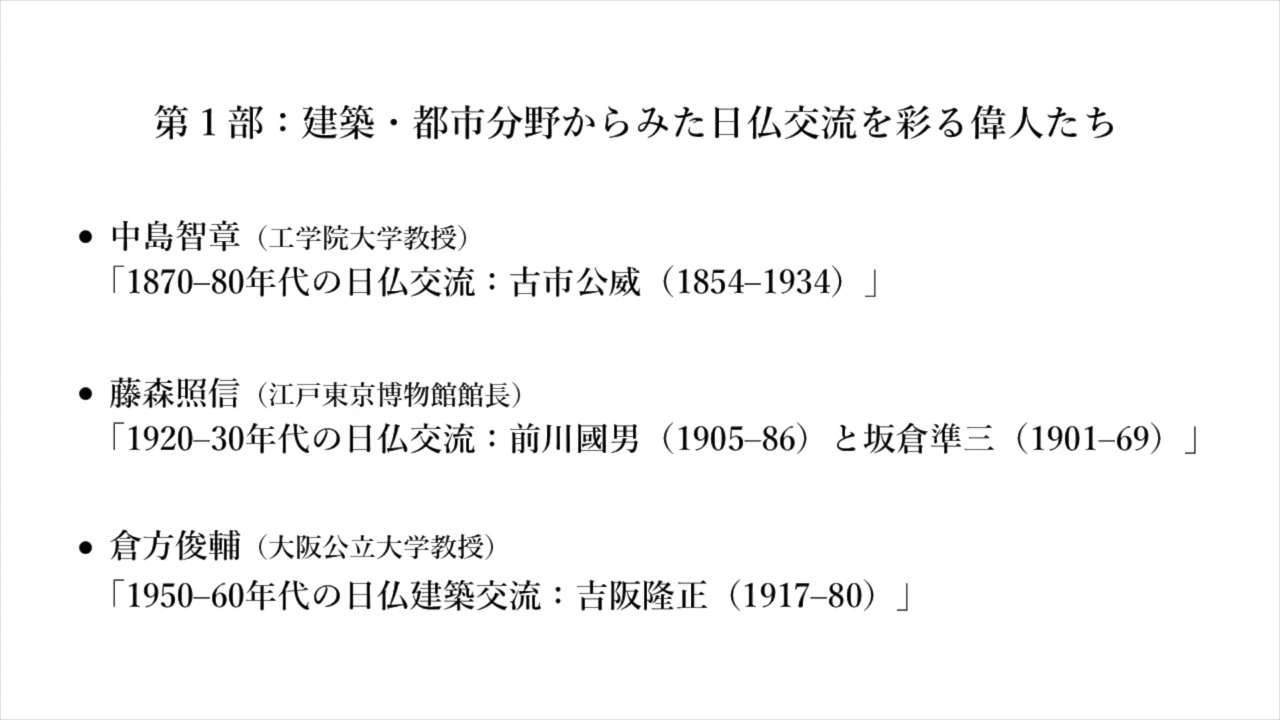 第1部：建築・都市分野からみた日仏交流を彩る偉人たち
• 中島智章（工学院大学教授）
「1870–80年代の日仏交流：古市公威（1854–1934）」
• 藤森照信（江戸東京博物館館長）
「1920–30年代の日仏交流：前川國男（1905–86）と坂倉準三（1901–69）」
• 倉方俊輔（大阪公立大学教授）
「1950–60年代の日仏建築交流：吉阪隆正（1917–80）」